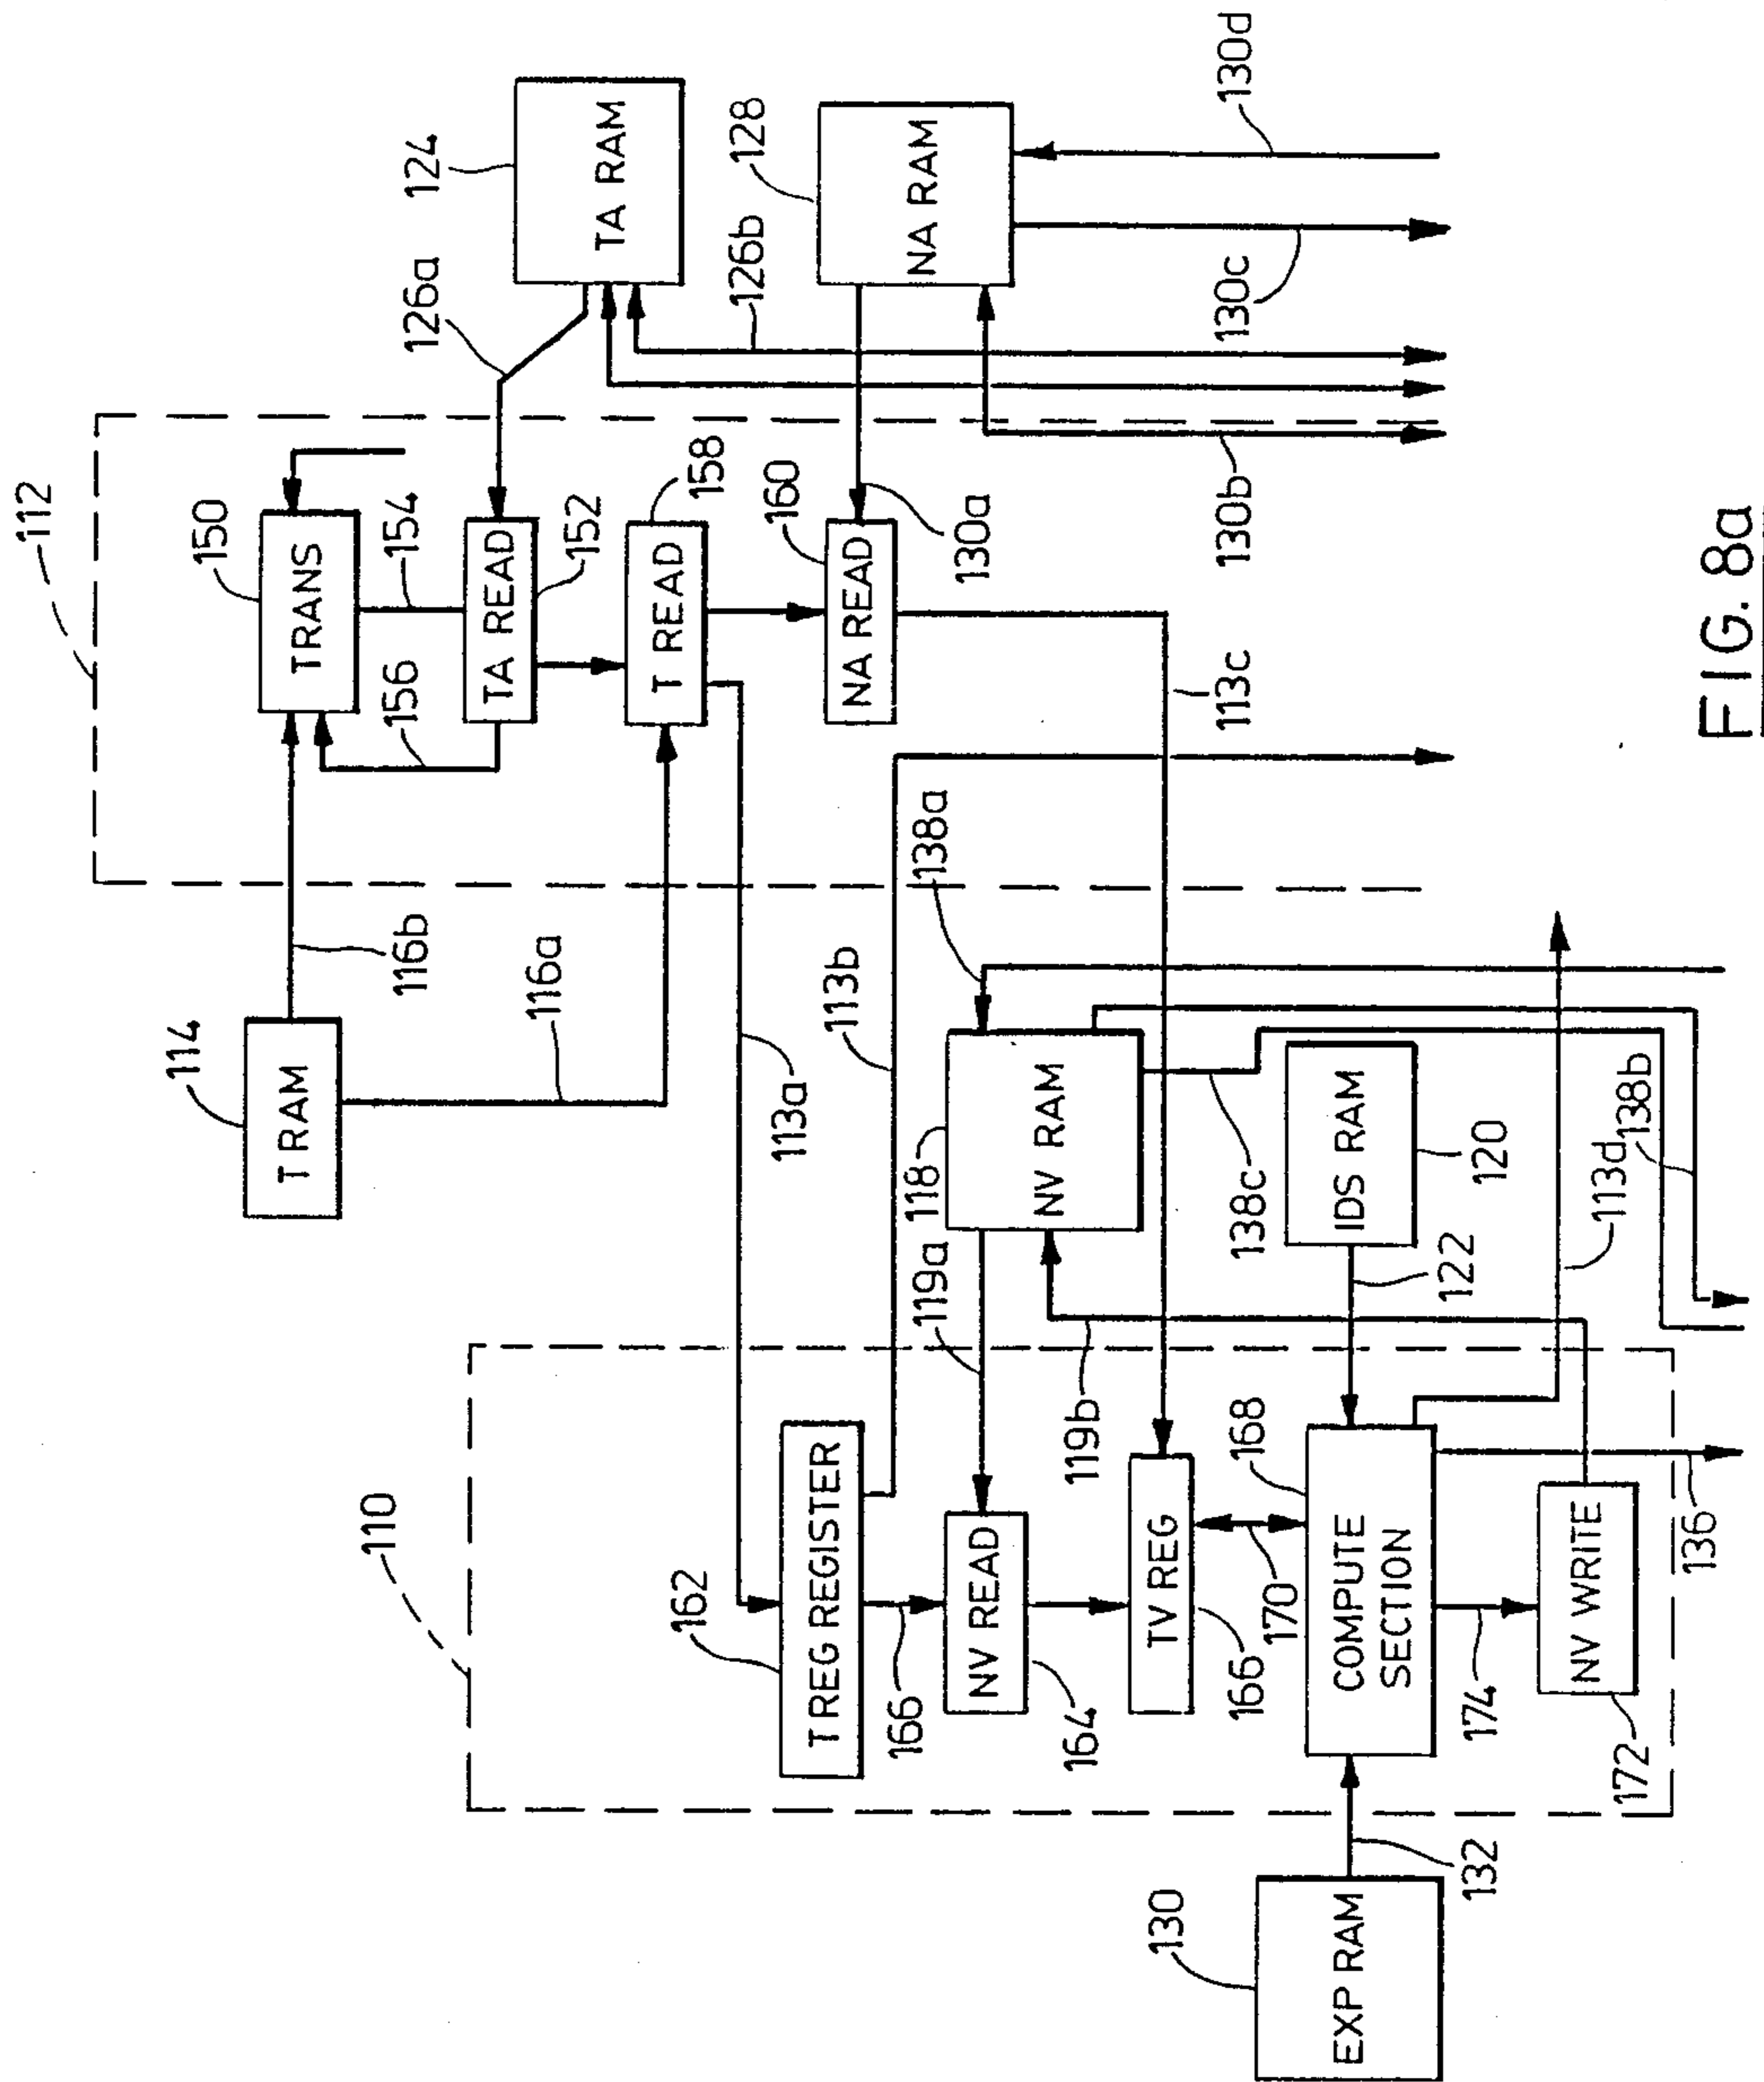 112
150
TRANS
154
156
TA READ
152
126a
124
TA RAM
158
T READ
126b
128
NA RAM
160
NA READ
130a
130b
130c
130d
114
T RAM
116b
116a
113a
113b
138a
113c
118
NV RAM
138c
IDS RAM
120
122
113d
138b
119a
119b
110
162
TREG REGISTER
166
NV READ
164
TV REG
166
170
168
COMPUTE
SECTION
174
NV WRITE
172
136
130
EXP RAM
132
FIG. 8a